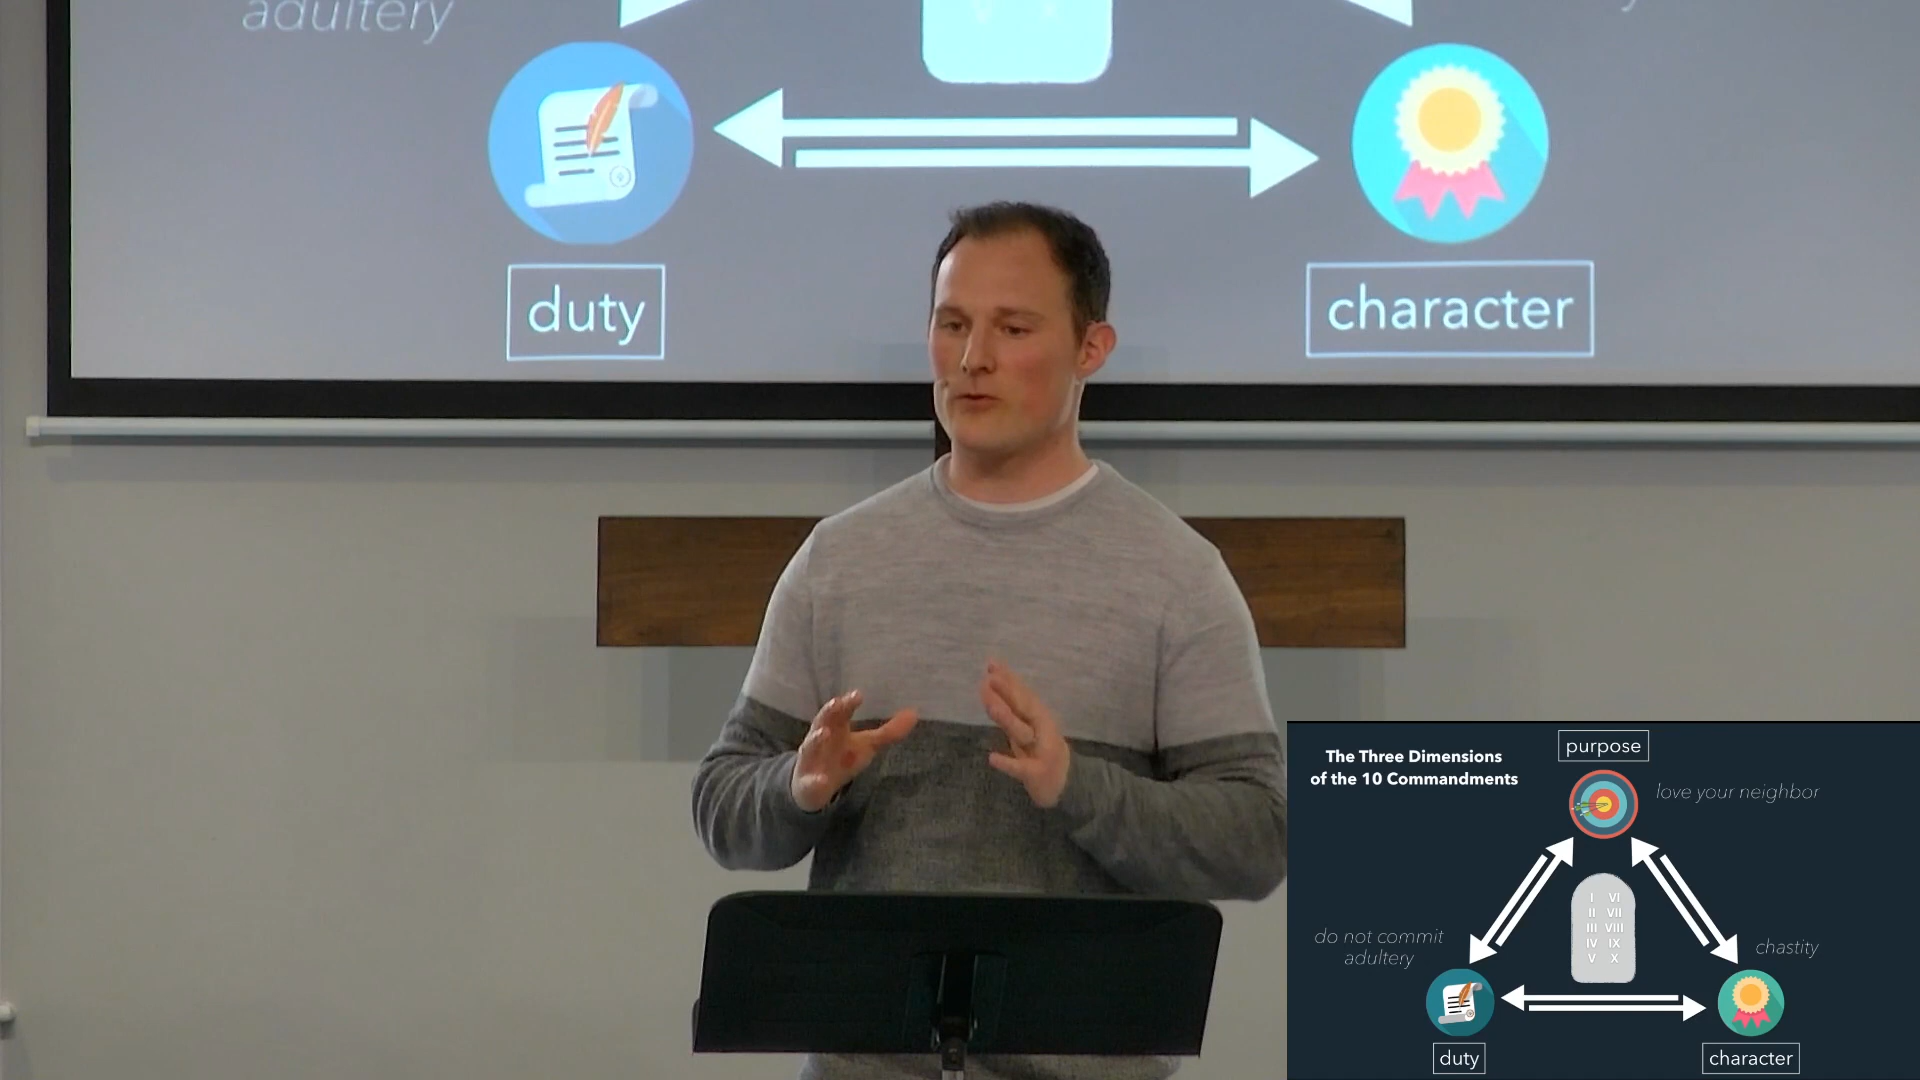 adultery
duty
character
The Three Dimensions
of the 10 Commandments
purpose
love your neighbor
I VI
II VII
III VIII
IV IX
V X
do not commit
adultery
chastity
duty
character